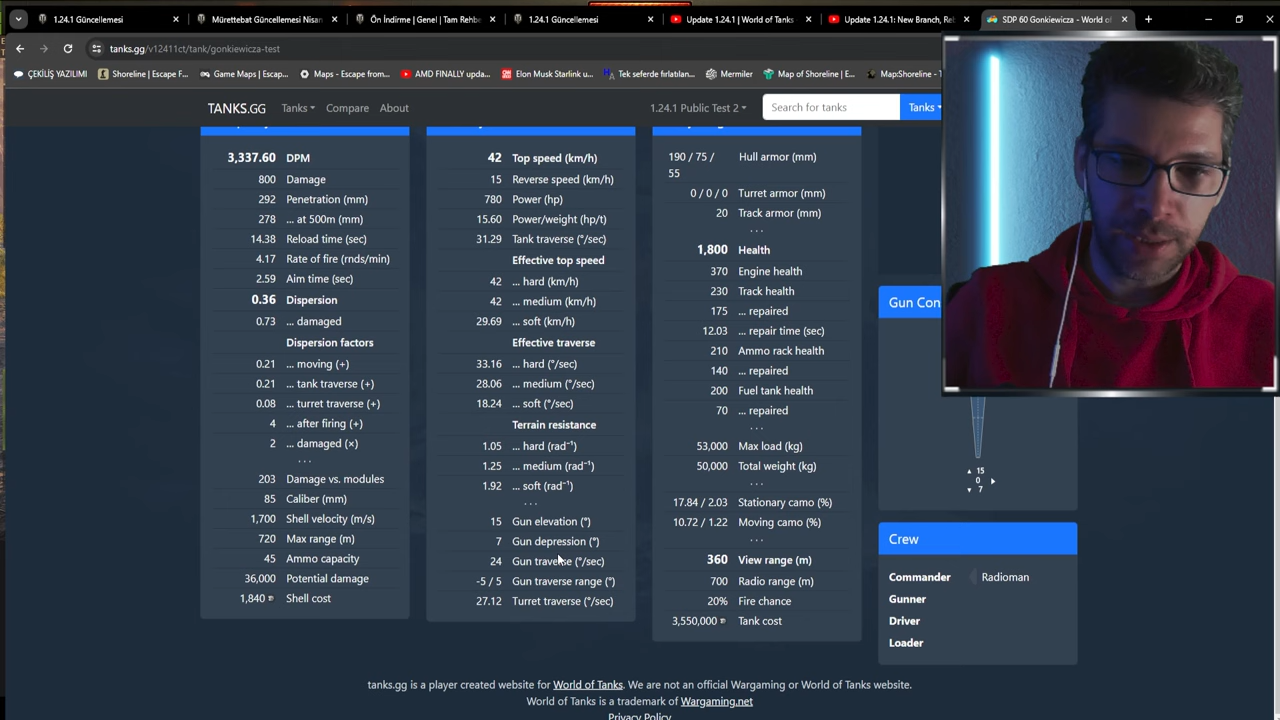 1.24.1 Güncellemesi
Mürettebat Güncellemesi Nisan
Ön İndirme | Genel | Tam Rehbe
1.24.1 Güncellemesi
Update 1.24.1 | World of Tanks
Update 1.24.1: New Branch, Re
SDP 60 Gonkiewicza - World of
tanks.gg/v12411ct/tank/gonkiewicza-test
ÇEKİLİŞ YAZILIMI
Shoreline | Escape F...
Game Maps | Escap...
Maps - Escape from...
AMD FINALLY upda...
Elon Musk Starlink u...
Tek seferde fırlatılan...
Mermiler
Map of Shoreline | E...
Map:Shoreline - T
TANKS.GG
Tanks
Compare
About
1.24.1 Public Test 2
Search for tanks
Tanks
3,337.60 DPM
800 Damage
292 Penetration (mm)
278 ... at 500m (mm)
14.38 Reload time (sec)
4.17 Rate of fire (rnds/min)
2.59 Aim time (sec)
0.36 Dispersion
0.73 ... damaged
Dispersion factors
0.21 ... moving (+)
0.21 ... tank traverse (+)
0.08 ... turret traverse (+)
4 ... after firing (+)
2 ... damaged (×)
...
203 Damage vs. modules
85 Caliber (mm)
1,700 Shell velocity (m/s)
720 Max range (m)
45 Ammo capacity
36,000 Potential damage
1,840 Shell cost
42 Top speed (km/h)
15 Reverse speed (km/h)
780 Power (hp)
15.60 Power/weight (hp/t)
31.29 Tank traverse (°/sec)
Effective top speed
42 ... hard (km/h)
42 ... medium (km/h)
29.69 ... soft (km/h)
Effective traverse
33.16 ... hard (°/sec)
28.06 ... medium (°/sec)
18.24 ... soft (°/sec)
Terrain resistance
1.05 ... hard (rad⁻¹)
1.25 ... medium (rad⁻¹)
1.92 ... soft (rad⁻¹)
...
15 Gun elevation (°)
7 Gun depression (°)
24 Gun traverse (°/sec)
-5 / 5 Gun traverse range (°)
27.12 Turret traverse (°/sec)
190 / 75 / Hull armor (mm)
55
0 / 0 / 0 Turret armor (mm)
20 Track armor (mm)
...
1,800 Health
370 Engine health
230 Track health
175 ... repaired
12.03 ... repair time (sec)
210 Ammo rack health
140 ... repaired
200 Fuel tank health
70 ... repaired
...
53,000 Max load (kg)
50,000 Total weight (kg)
...
17.84 / 2.03 Stationary camo (%)
10.72 / 1.22 Moving camo (%)
...
360 View range (m)
700 Radio range (m)
20% Fire chance
3,550,000 Tank cost
Gun Con
15
0
7
Crew
Commander Radioman
Gunner
Driver
Loader
tanks.gg is a player created website for World of Tanks. We are not an official Wargaming or World of Tanks website.
World of Tanks is a trademark of Wargaming.net
Privacy Policy